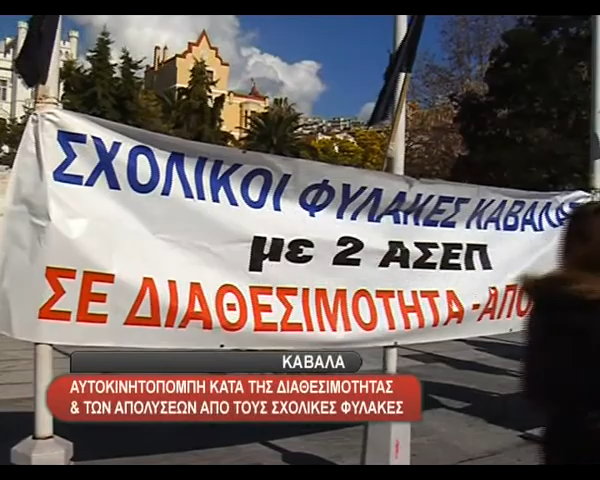 ΣΧΟΛΙΚΟΙ ΦΥΛΑΚΕΣ ΚΑΒΑΛΑΣ
με 2 ΑΣΕΠ
ΣΕ ΔΙΑΘΕΣΙΜΟΤΗΤΑ -ΑΠΟ
ΚΑΒΑΛΑ
ΑΥΤΟΚΙΝΗΤΟΠΟΜΠΗ ΚΑΤΑ ΤΗΣ ΔΙΑΘΕΣΙΜΟΤΗΤΑΣ
& ΤΩΝ ΑΠΟΛΥΣΕΩΝ ΑΠΟ ΤΟΥΣ ΣΧΟΛΙΚΕΣ ΦΥΛΑΚΕΣ